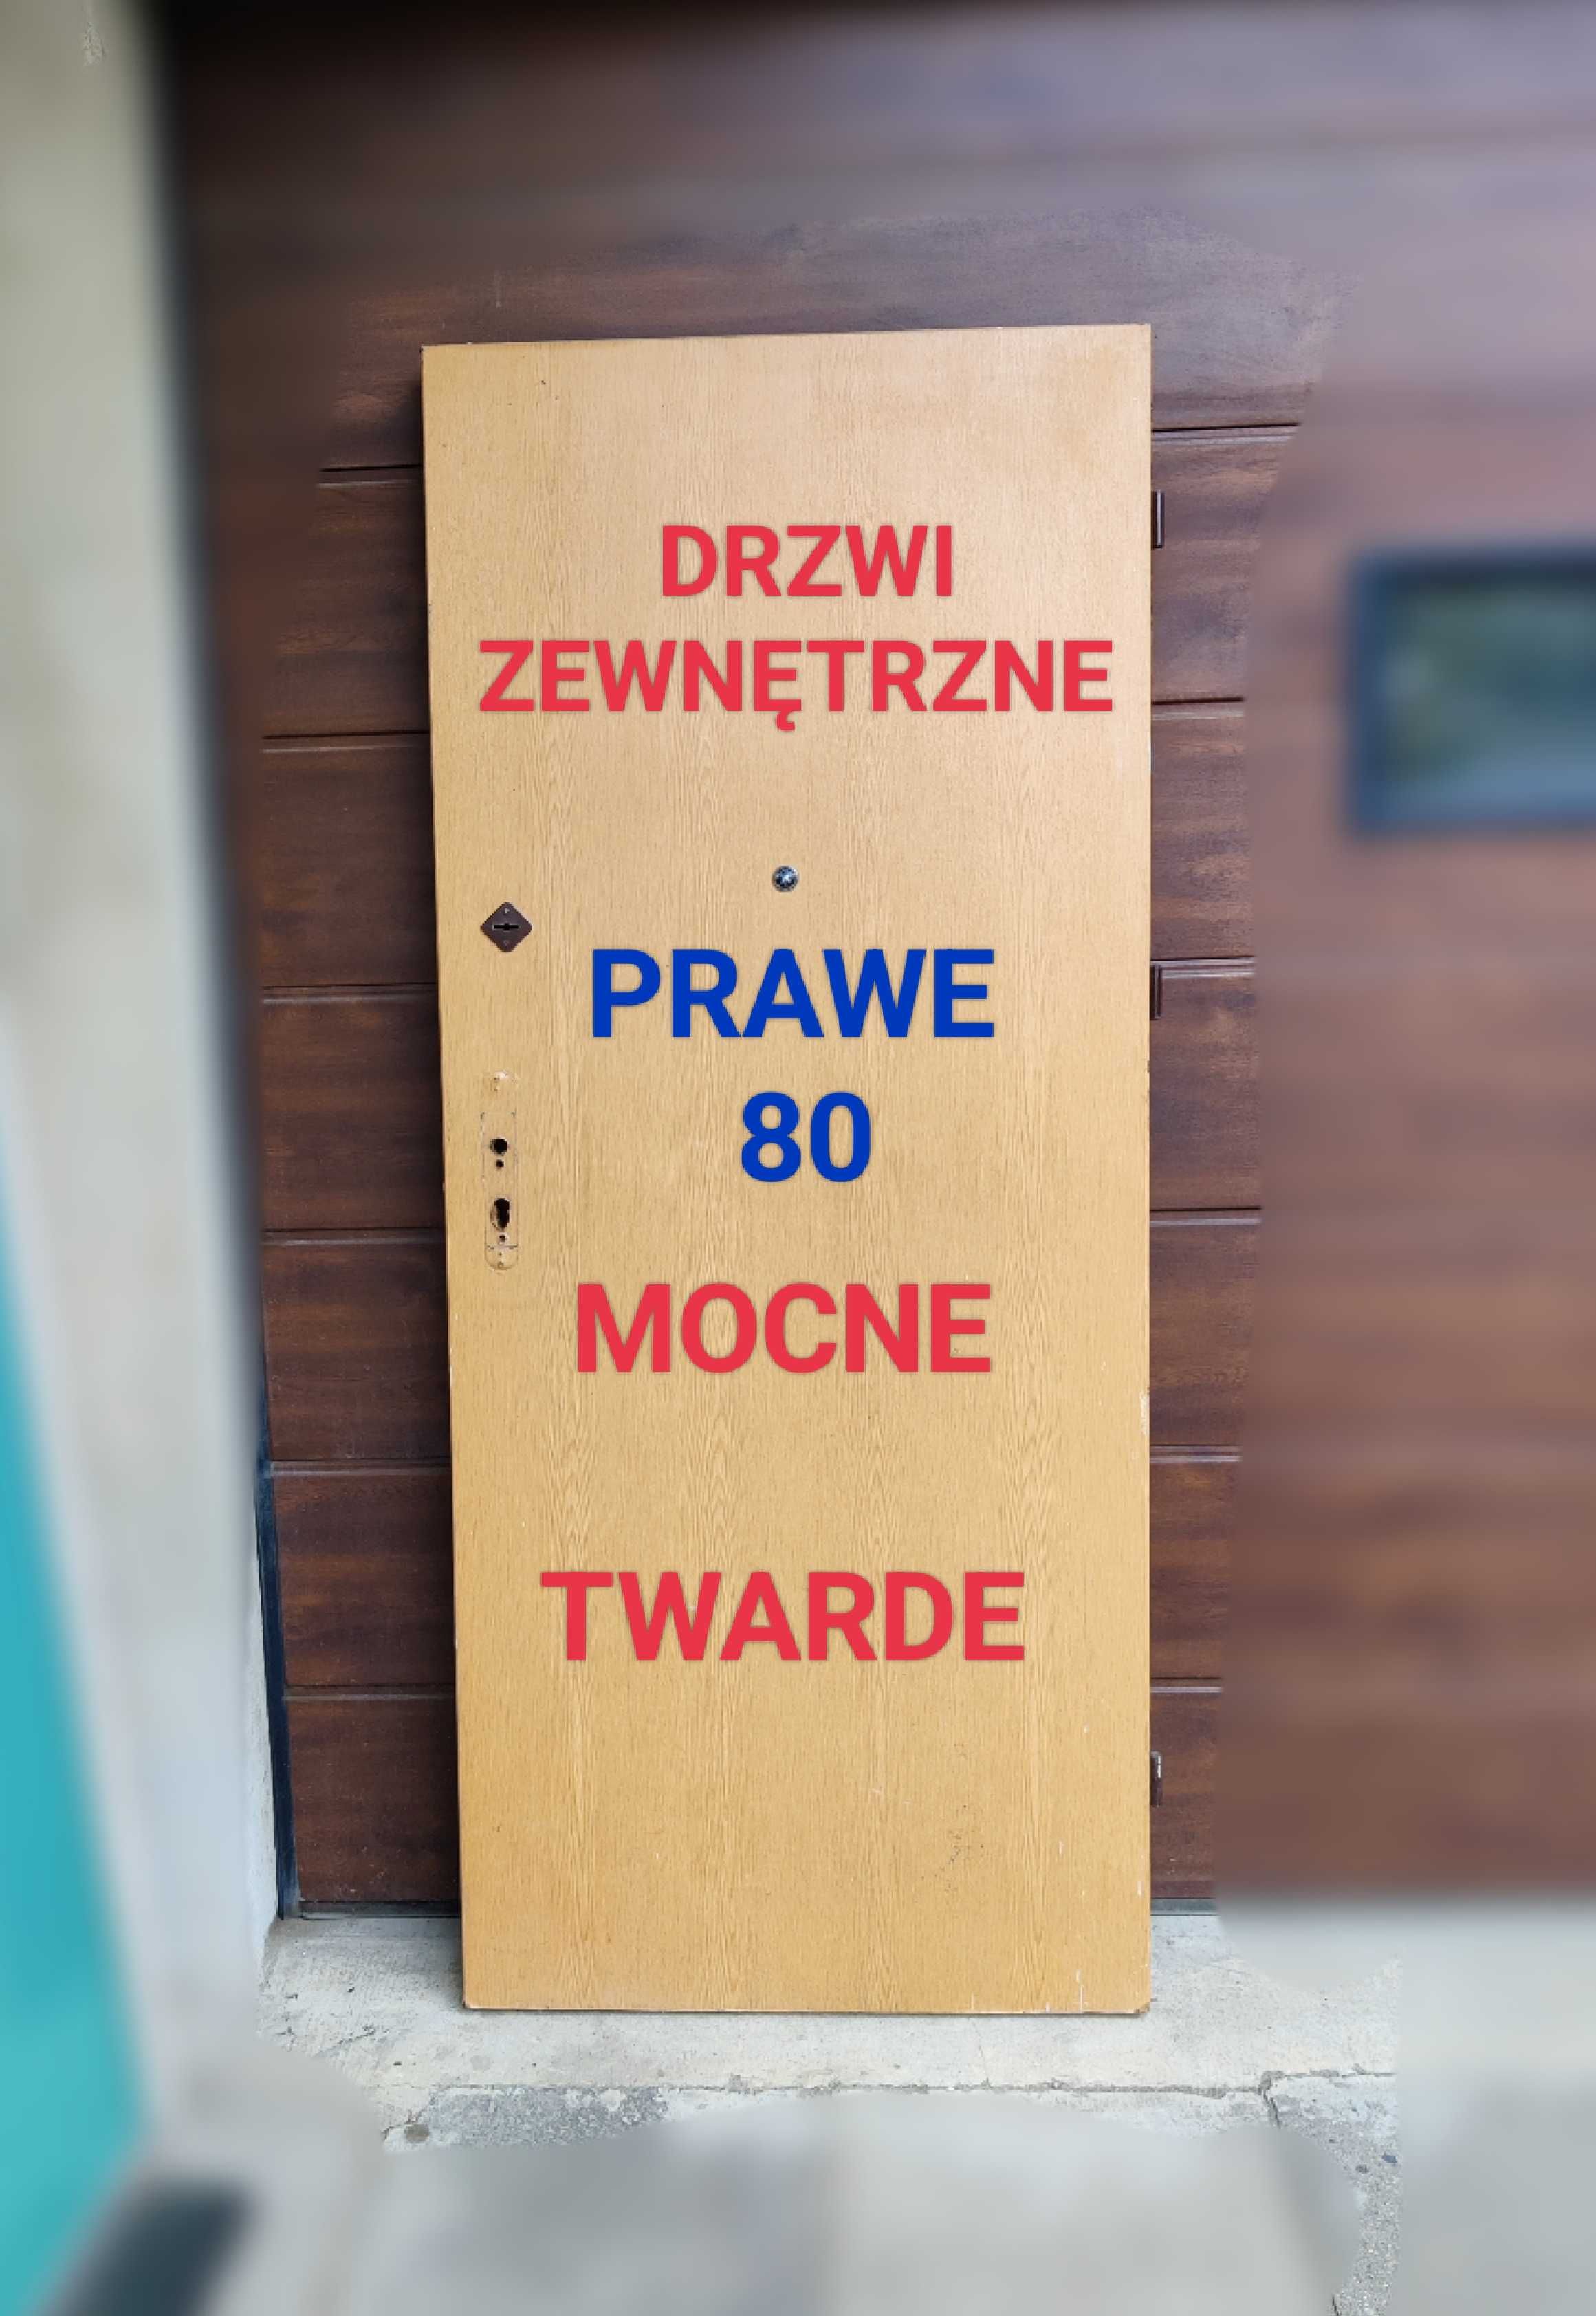 DRZWI
ZEWNĘTRZNE
PRAWE
80
MOCNE
TWARDE